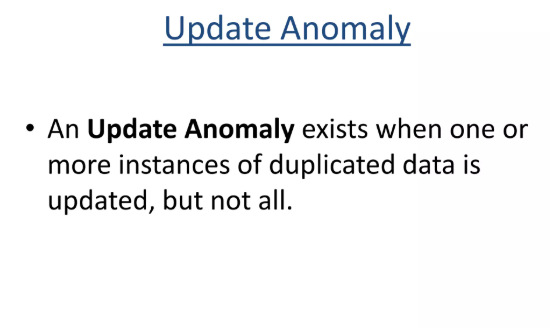 Update Anomaly
• An Update Anomaly exists when one or
more instances of duplicated data is
updated, but not all.